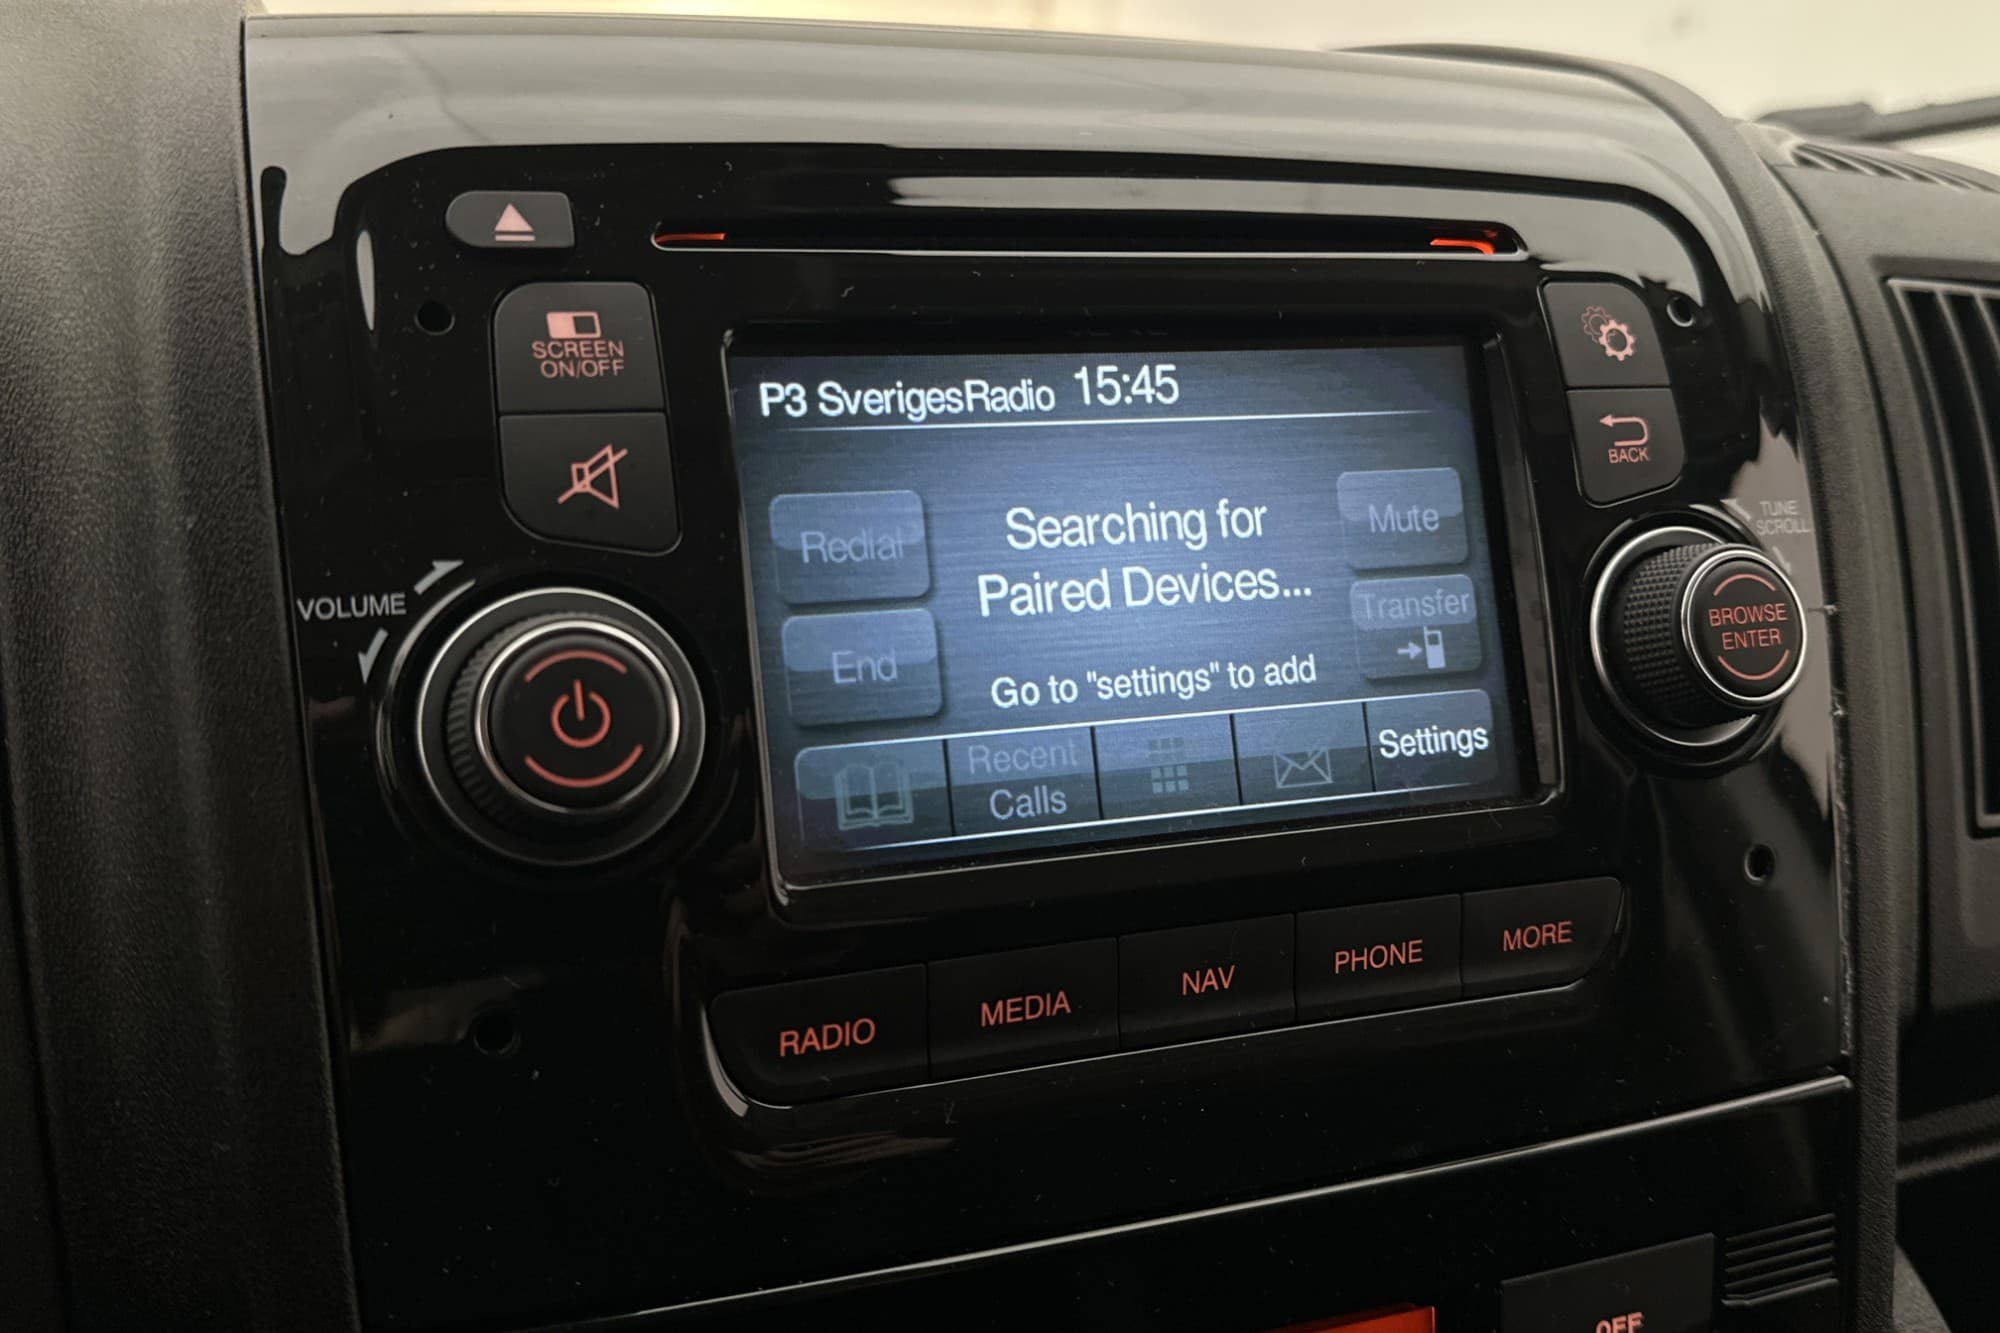 SCREEN
ON/OFF
BACK
VOLUME
TUNE
SCROLL
BROWSE
ENTER
P3 SverigesRadio 15:45
Redial
Searching for
Paired Devices...
Mute
Transfer
End
Go to "settings" to add
Recent
Calls
Settings
RADIO
MEDIA
NAV
PHONE
MORE
OFF